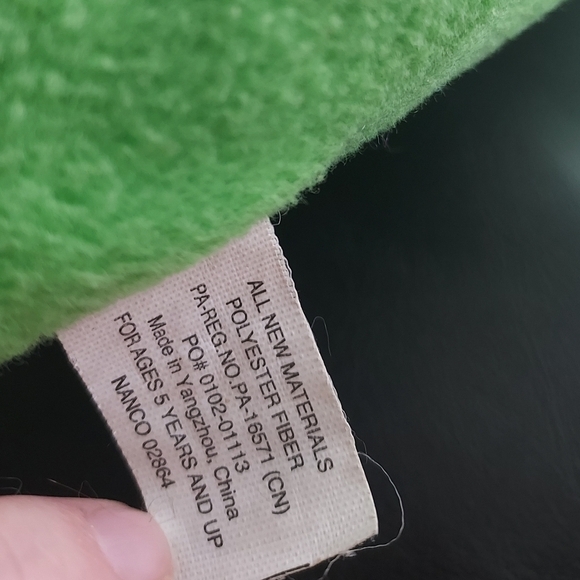 ALL NEW MATERIALS
POLYESTER FIBER
PA-REG.NO.PA-16571 (CN)
PO# 0102-01113
Made in Yangzhou, China
FOR AGES 5 YEARS AND UP
NANCO 02864